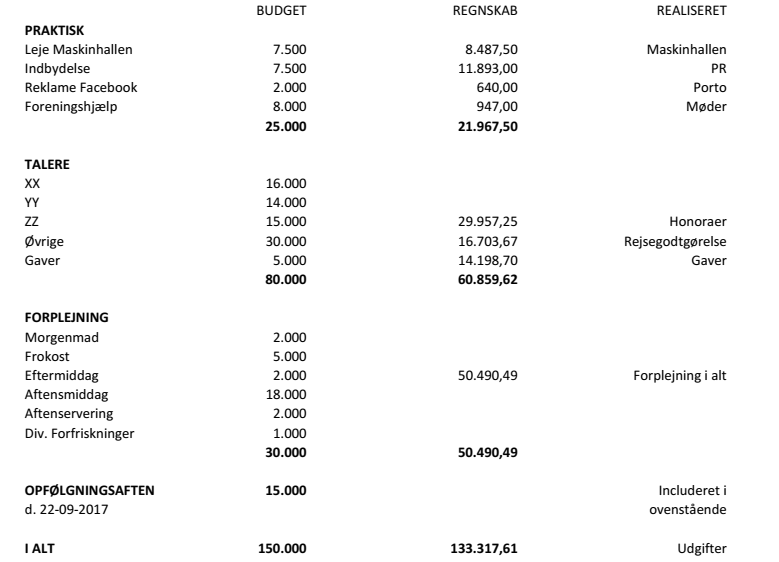 BUDGET REGNSKAB REALISERET
PRAKTISK
Leje Maskinhallen 7.500 8.487,50 Maskinhallen
Indbydelse 7.500 11.893,00 PR
Reklame Facebook 2.000 640,00 Porto
Foreningshjælp 8.000 947,00 Møder
25.000 21.967,50
TALERE
XX 16.000
YY 14.000
ZZ 15.000 29.957,25 Honoraer
Øvrige 30.000 16.703,67 Rejsegodtgørelse
Gaver 5.000 14.198,70 Gaver
80.000 60.859,62
FORPLEJNING
Morgenmad 2.000
Frokost 5.000
Eftermiddag 2.000 50.490,49 Forplejning i alt
Aftensmiddag 18.000
Aftenservering 2.000
Div. Forfriskninger 1.000
30.000 50.490,49
OPFØLGNINGSAFTEN 15.000 Includeret i
d. 22-09-2017 ovenstående
I ALT 150.000 133.317,61 Udgifter